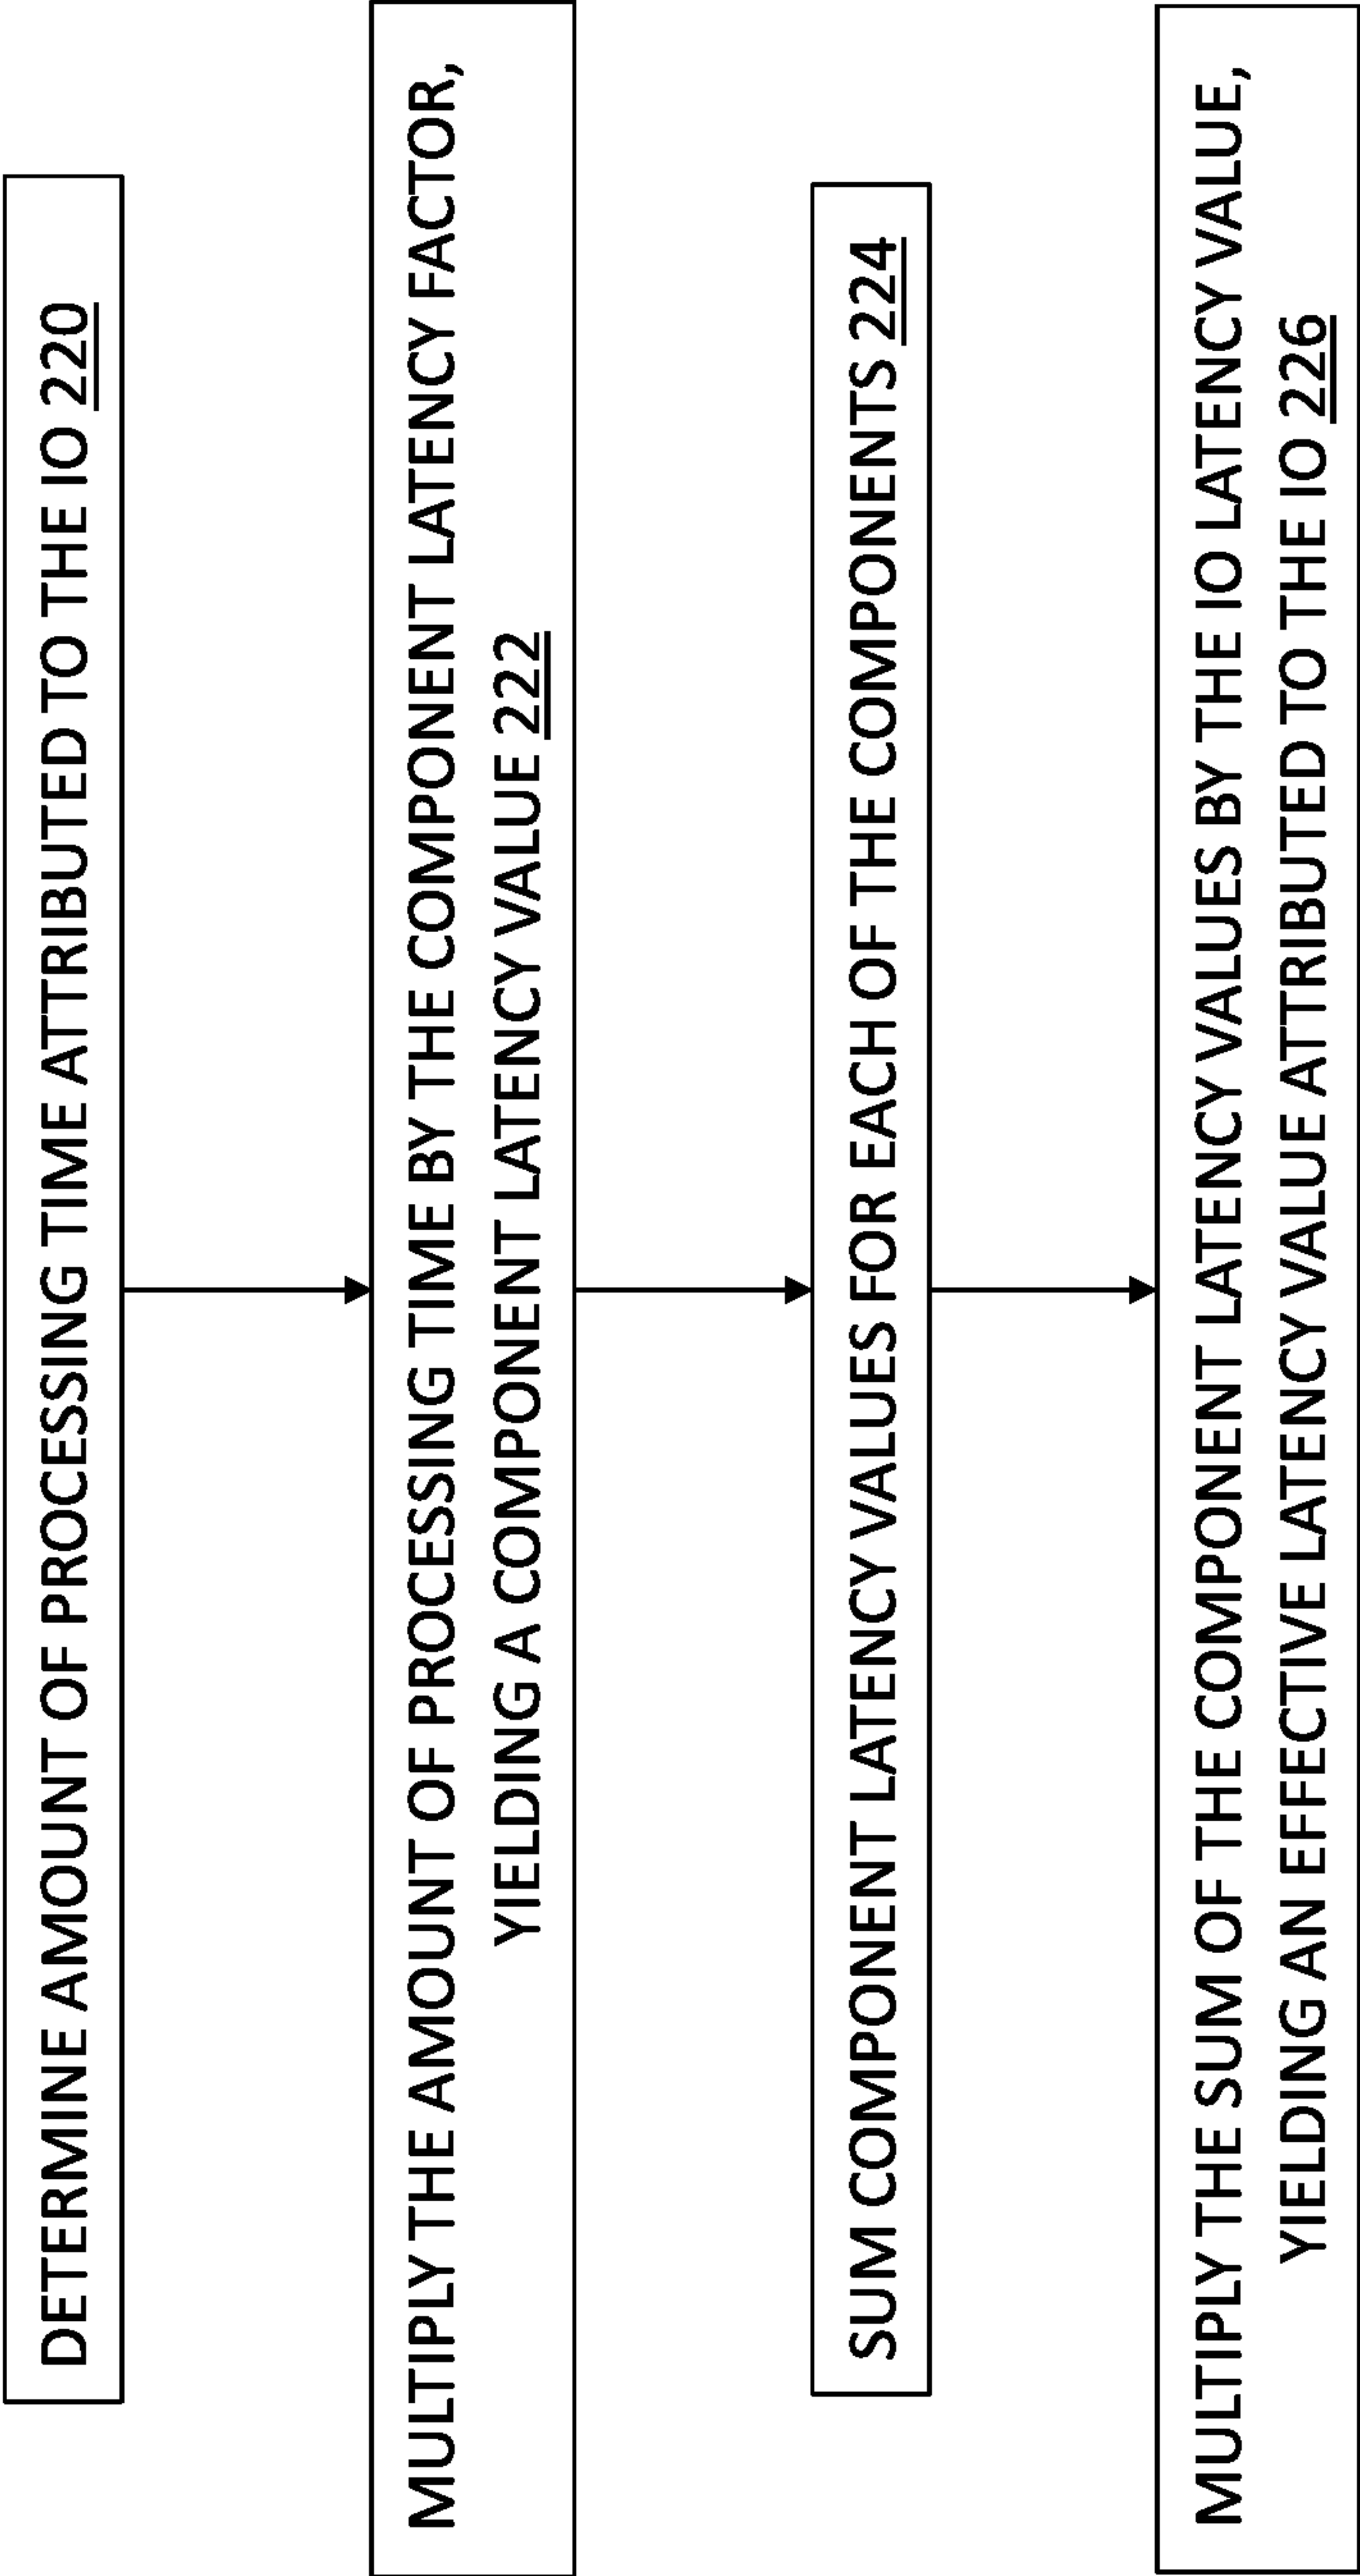 DETERMINE AMOUNT OF PROCESSING TIME ATTRIBUTED TO THE IO 220
MULTIPLY THE AMOUNT OF PROCESSING TIME BY THE COMPONENT LATENCY FACTOR,
YIELDING A COMPONENT LATENCY VALUE 222
SUM COMPONENT LATENCY VALUES FOR EACH OF THE COMPONENTS 224
MULTIPLY THE SUM OF THE COMPONENT LATENCY VALUES BY THE IO LATENCY VALUE,
YIELDING AN EFFECTIVE LATENCY VALUE ATTRIBUTED TO THE IO 226